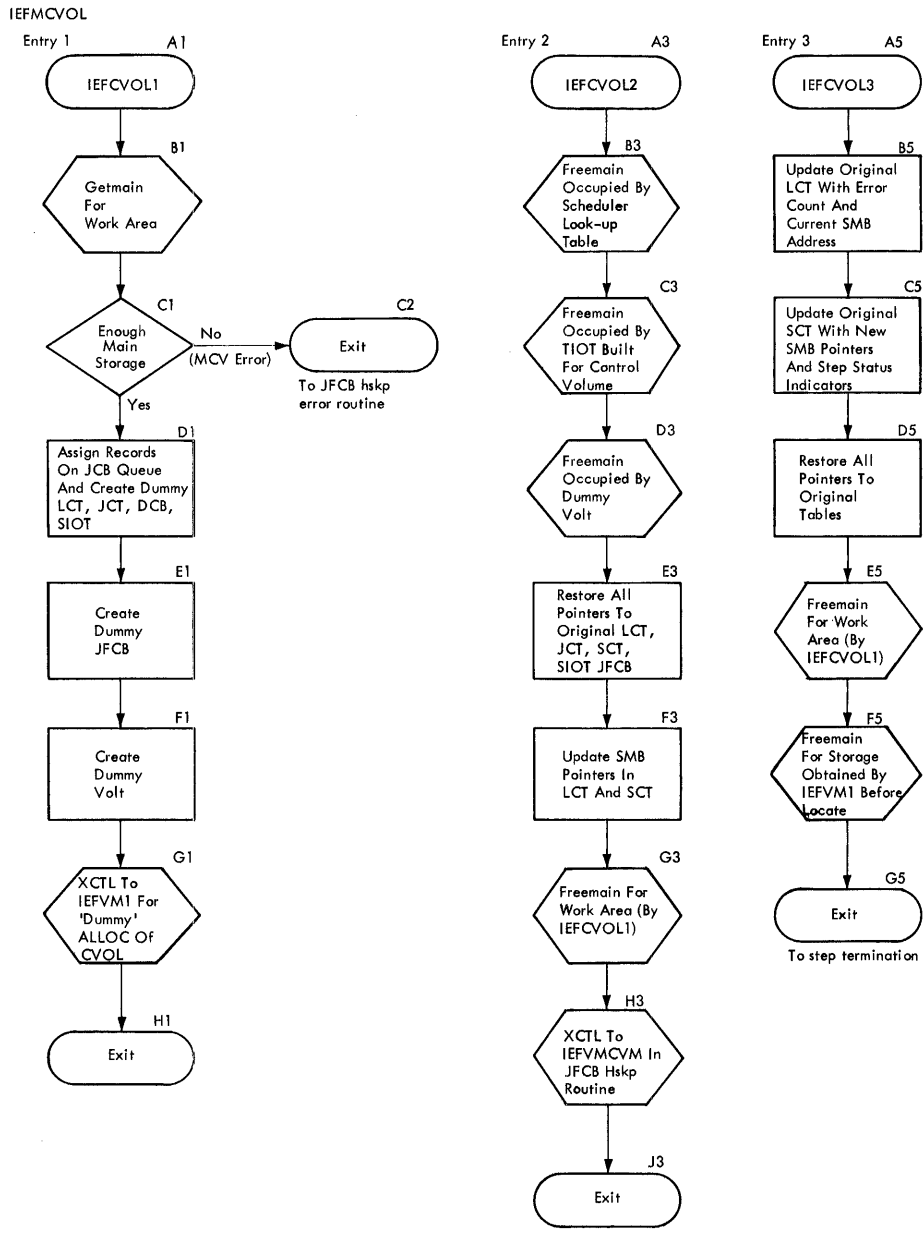 IEFMCVOL
Entry 1
A1
IEFCVOL1
B1
Getmain
For
Work Area
C1
Enough
Main
Storage
No
(MCV Error)
C2
Exit
To JFCB hskp
error routine
Yes
D1
Assign Records
On JCB Queue
And Create Dummy
LCT, JCT, DCB,
SIOT
E1
Create
Dummy
JFCB
F1
Create
Dummy
Volt
G1
XCTL To
IEFVM1 For
'Dummy'
ALLOC Of
CVOL
H1
Exit
Entry 2
A3
IEFCVOL2
B3
Freemain
Occupied By
Scheduler
Look-up
Table
C3
Freemain
Occupied By
TIOT Built
For Control
Volume
D3
Freemain
Occupied By
Dummy
Volt
E3
Restore All
Pointers To
Original LCT,
JCT, SCT,
SIOT JFCB
F3
Update SMB
Pointers In
LCT And SCT
G3
Freemain For
Work Area (By
IEFCVOL1)
H3
XCTL To
IEFVMCVM In
JFCB Hskp
Routine
J3
Exit
Entry 3
A5
IEFCVOL3
B5
Update Original
LCT With Error
Count And
Current SMB
Address
C5
Update Original
SCT With New
SMB Pointers
And Step Status
Indicators
D5
Restore All
Pointers To
Original
Tables
E5
Freemain
For Work
Area (By
IEFCVOL1)
F5
Freemain
For Storage
Obtained By
IEFVM1 Before
Locate
G5
Exit
To step termination